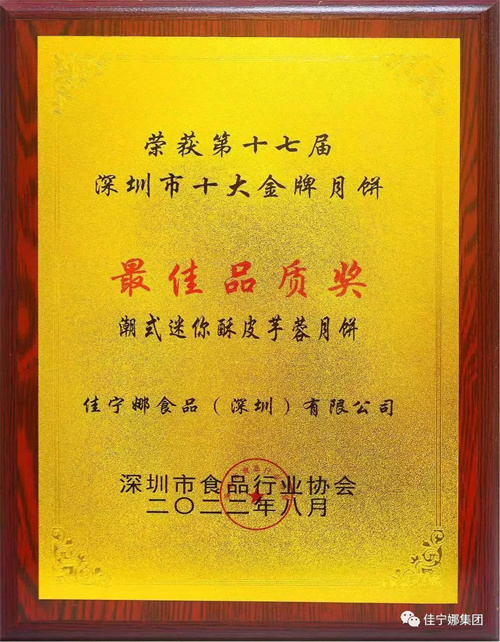 荣获第十七届
深圳市十大金牌月饼
最佳品质奖
潮式迷你酥皮芋蓉月饼
佳宁娜食品（深圳）有限公司
深圳市食品行业协会
二〇二二年八月
佳宁娜集团